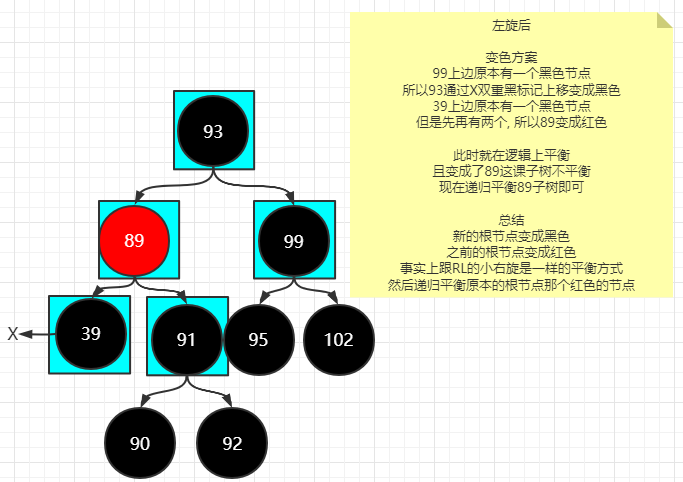 左旋后
变色方案
99上边原本有一个黑色节点
所以93通过X双重黑标记上移变成黑色
39上边原本有一个黑色节点
但是先再有两个, 所以89变成红色
此时就在逻辑上平衡
且变成了89这课子树不平衡
现在递归平衡89子树即可
总结
新的根节点变成黑色
之前的根节点变成红色
事实上跟RL的小右旋是一样的平衡方式
然后递归平衡原本的根节点那个红色的节点
93
89
99
X
39
91
95
102
90
92